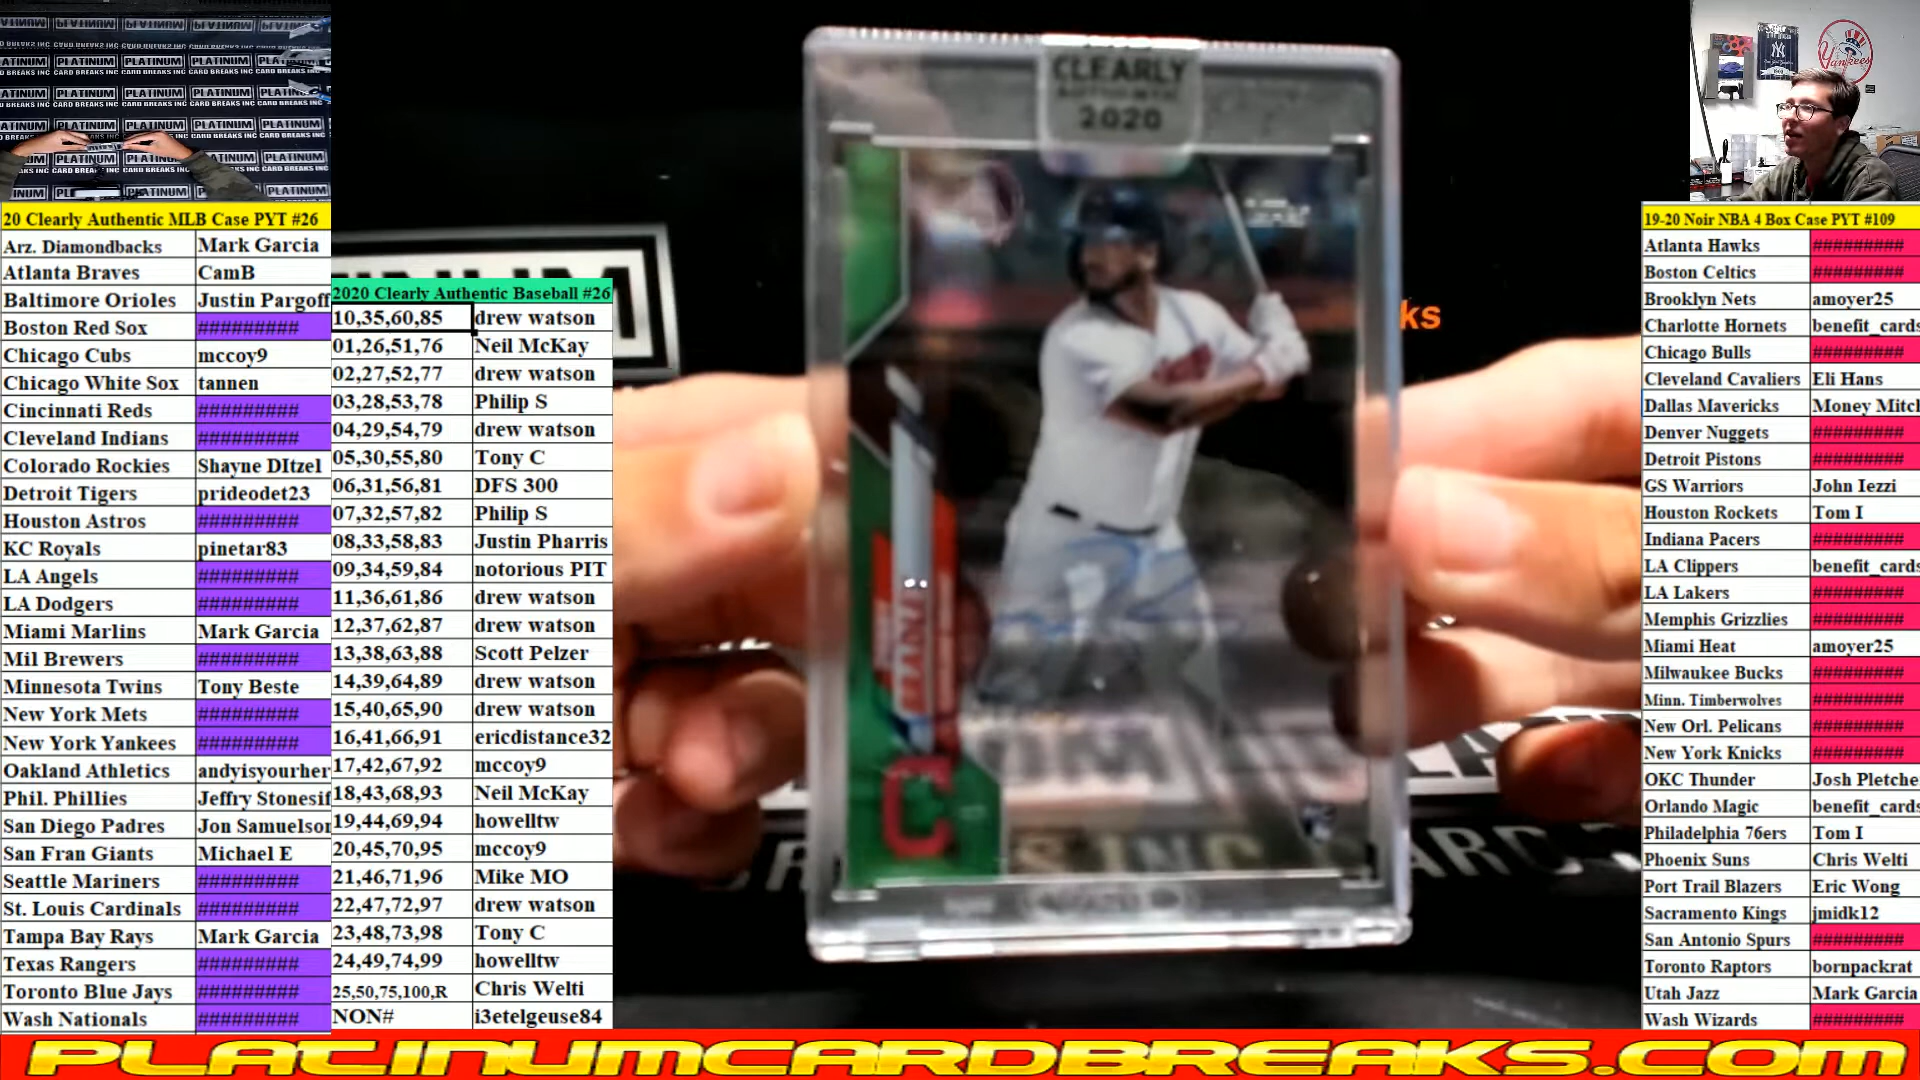 20 Clearly Authentic MLB Case PYT #26
Arz. Diamondbacks Mark Garcia
Atlanta Braves CamB
Baltimore Orioles Justin Pargoff
Boston Red Sox #########
Chicago Cubs mccoy9
Chicago White Sox tannen
Cincinnati Reds #########
Cleveland Indians #########
Colorado Rockies Shayne DItzel
Detroit Tigers prideodet23
Houston Astros #########
KC Royals pinetar83
LA Angels #########
LA Dodgers #########
Miami Marlins Mark Garcia
Mil Brewers #########
Minnesota Twins Tony Beste
New York Mets #########
New York Yankees #########
Oakland Athletics andyisyourher
Phil. Phillies Jeffry Stonesif
San Diego Padres Jon Samuelson
San Fran Giants Michael E
Seattle Mariners #########
St. Louis Cardinals #########
Tampa Bay Rays Mark Garcia
Texas Rangers #########
Toronto Blue Jays #########
Wash Nationals #########
2020 Clearly Authentic Baseball #26
10,35,60,85 drew watson
01,26,51,76 Neil McKay
02,27,52,77 drew watson
03,28,53,78 Philip S
04,29,54,79 drew watson
05,30,55,80 Tony C
06,31,56,81 DFS 300
07,32,57,82 Philip S
08,33,58,83 Justin Pharris
09,34,59,84 notorious PIT
11,36,61,86 drew watson
12,37,62,87 drew watson
13,38,63,88 Scott Pelzer
14,39,64,89 drew watson
15,40,65,90 drew watson
16,41,66,91 ericdistance32
17,42,67,92 mccoy9
18,43,68,93 Neil McKay
19,44,69,94 howelltw
20,45,70,95 mccoy9
21,46,71,96 Mike MO
22,47,72,97 drew watson
23,48,73,98 Tony C
24,49,74,99 howelltw
25,50,75,100,R Chris Welti
NON# i3etelgeuse84
CLEARLY
AUTHENTIC
2020
C
ks
Yankees
19-20 Noir NBA 4 Box Case PYT #109
Atlanta Hawks #########
Boston Celtics #########
Brooklyn Nets amoyer25
Charlotte Hornets benefit_cards
Chicago Bulls #########
Cleveland Cavaliers Eli Hans
Dallas Mavericks Money Mitch
Denver Nuggets #########
Detroit Pistons #########
GS Warriors John Iezzi
Houston Rockets Tom I
Indiana Pacers #########
LA Clippers benefit_cards
LA Lakers #########
Memphis Grizzlies #########
Miami Heat amoyer25
Milwaukee Bucks #########
Minn. Timberwolves #########
New Orl. Pelicans #########
New York Knicks #########
OKC Thunder Josh Pletche
Orlando Magic benefit_cards
Philadelphia 76ers Tom I
Phoenix Suns Chris Welti
Port Trail Blazers Eric Wong
Sacramento Kings jmidk12
San Antonio Spurs #########
Toronto Raptors bornpackrat
Utah Jazz Mark Garcia
Wash Wizards #########
PLATINUMCARDBREAKS.COM